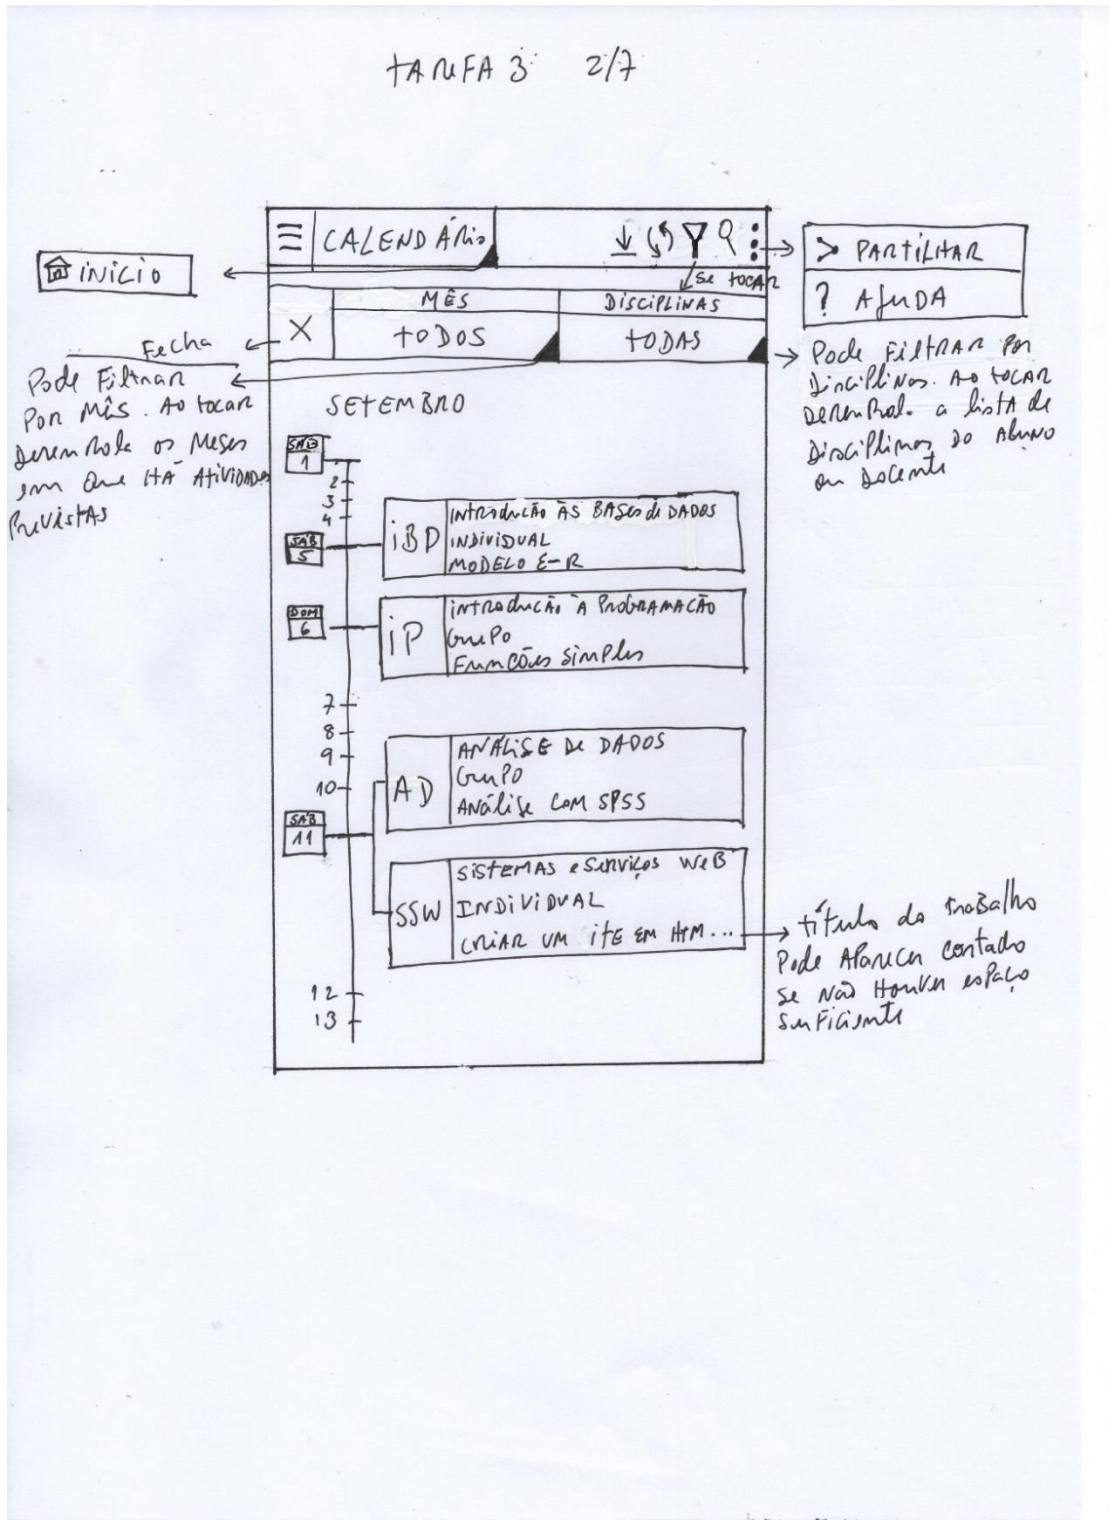 TAREFA 3 2/7
CALENDÁRIO
INÍCIO
> PARTILHAR
? AJUDA
SE TOCAR
MÊS DISCIPLINAS
X TODOS TODAS
Fecha
Pode Filtrar
Por Mês. Ao tocar
Desenrola os Meses
em Que HÁ Atividades
Previstas
Pode FILTRAR Por
Disciplinas. Ao tocar
Desenrola a lista de
Disciplinas Do Aluno
ou Docente
SETEMBRO
SÁB
1
2
3
4
SÁB
5
iBD
INTRODUÇÃO ÀS BASES de DADOS
INDIVIDUAL
MODELO E-R
DOM
6
iP
INTRODUÇÃO À PROGRAMAÇÃO
GRUPO
FUNÇÕES SIMPLES
7
8
9
10
SÁB
11
AD
ANÁLISE DE DADOS
GRUPO
ANÁLISE COM SPSS
SSW
SISTEMAS e SERVIÇOS WEB
INDIVIDUAL
CRIAR UM ITE EM HTM...
título do trabalho
Pode Aparecer cortado
se Não Houver espaço
suficiente
12
13